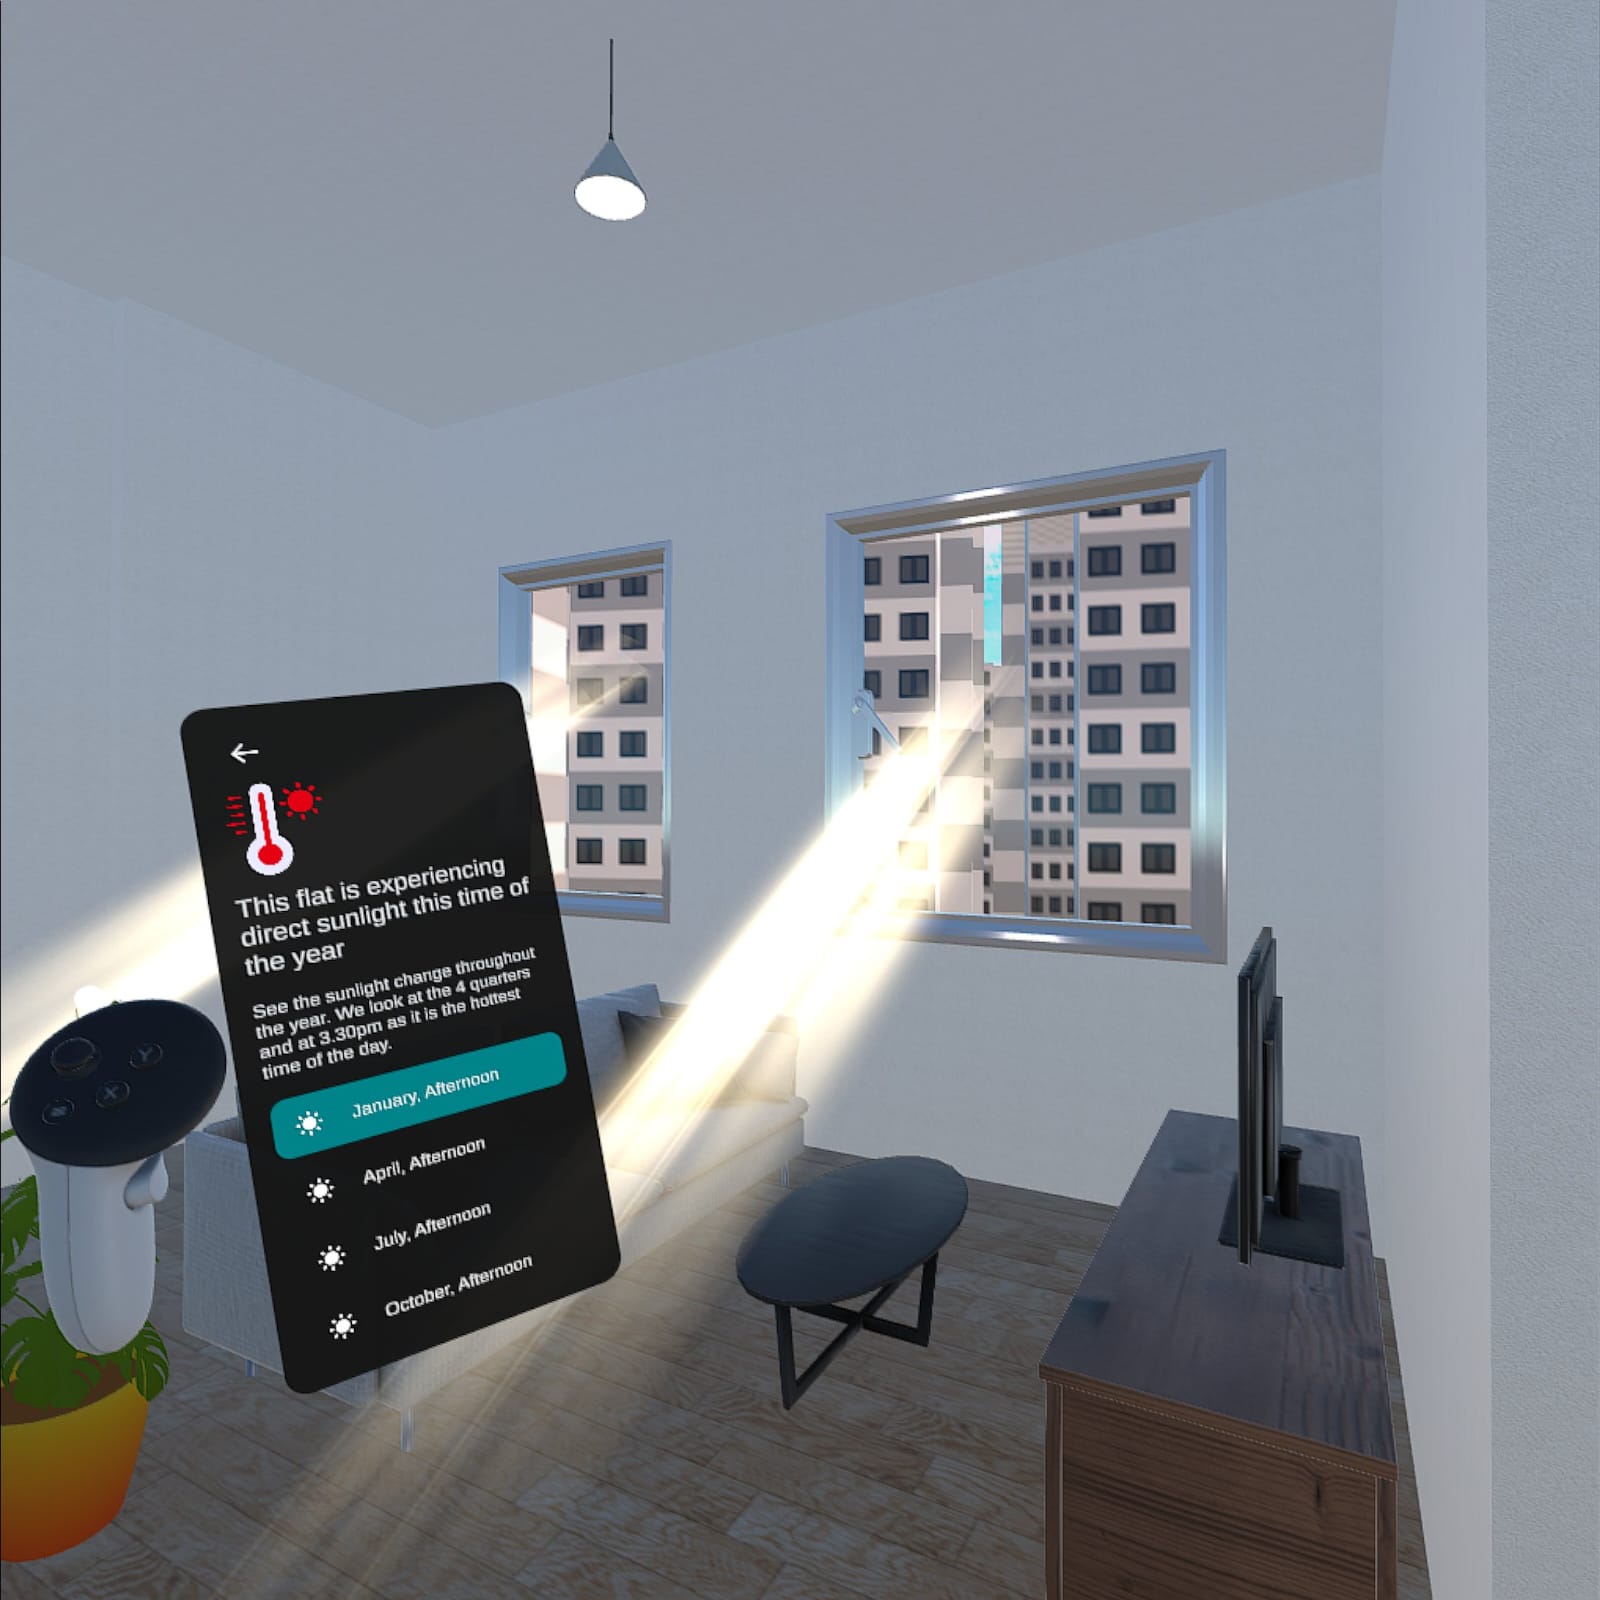 This flat is experiencing
direct sunlight this time of
the year
See the sunlight change throughout
the year. We look at the 4 quarters
and at 3.30pm as it is the hottest
time of the day.
January, Afternoon
April, Afternoon
July, Afternoon
October, Afternoon
Y
X